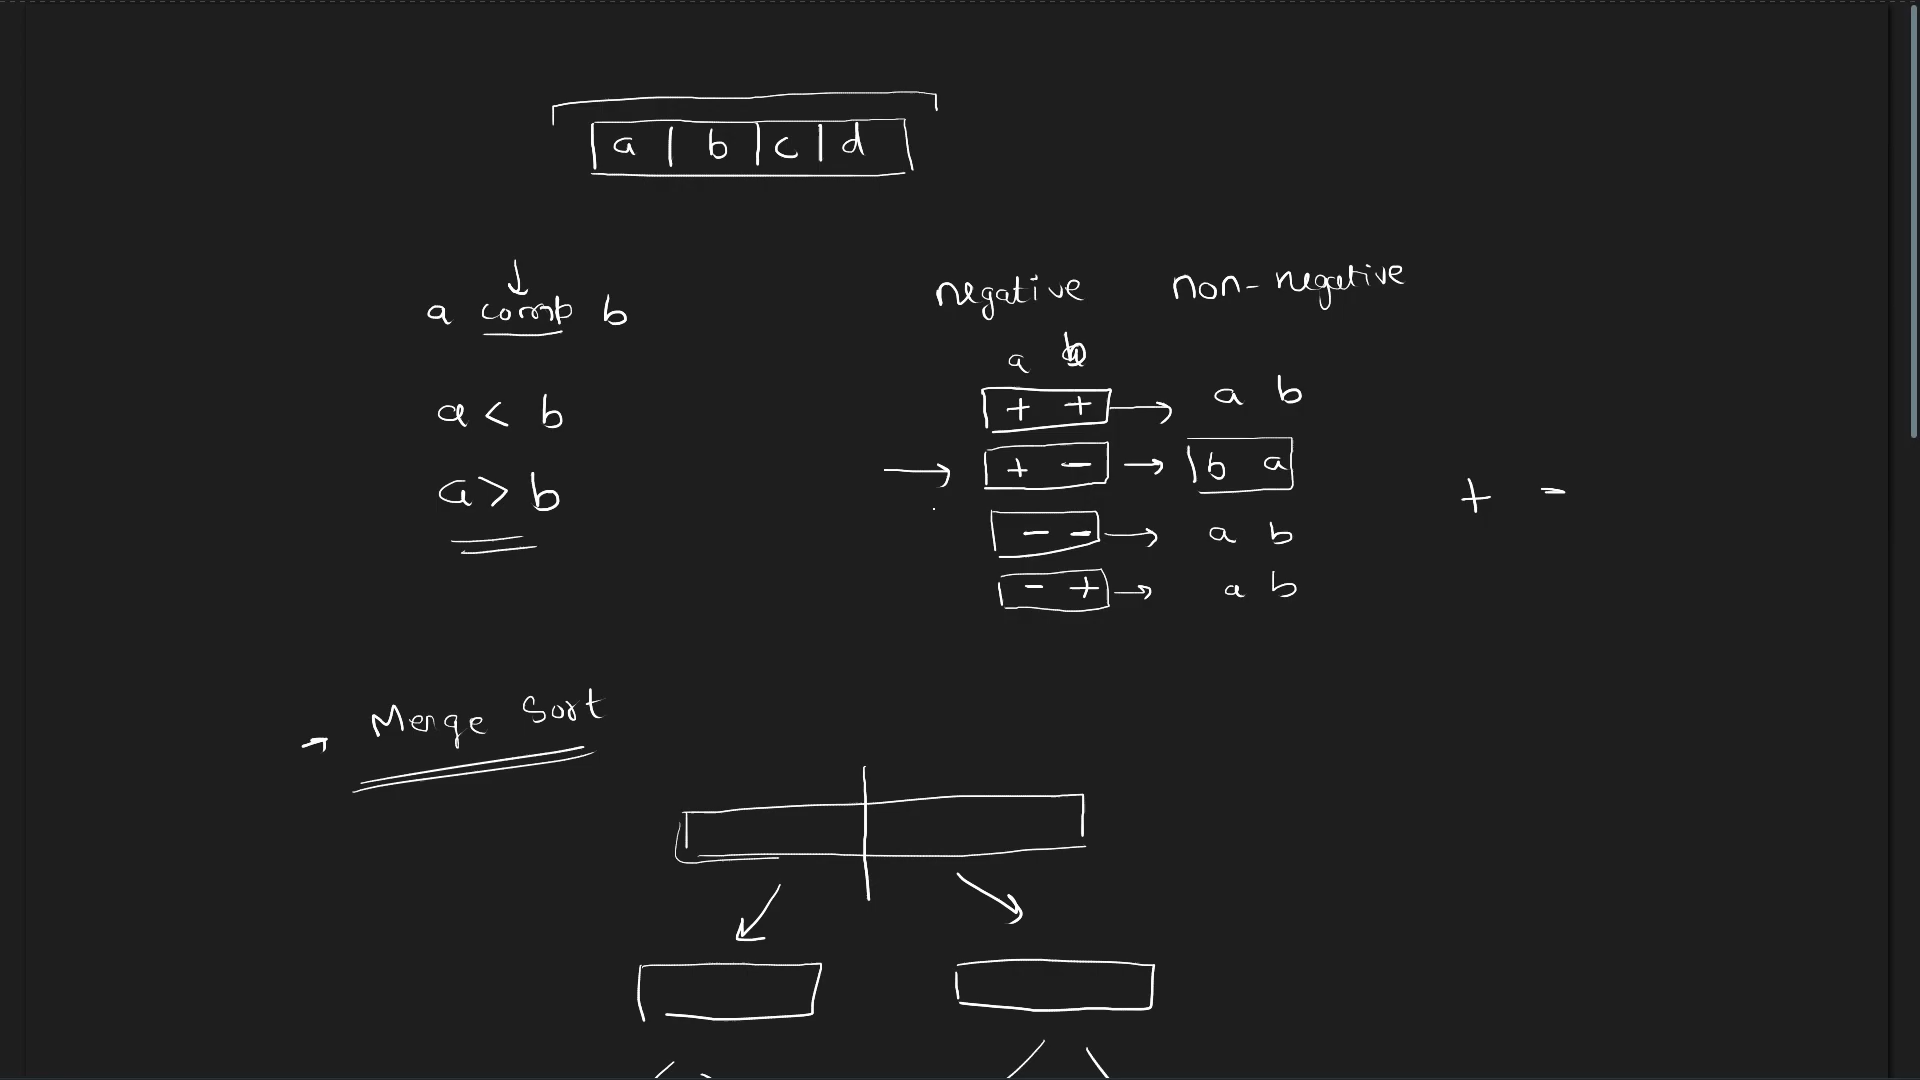 a | b | c | d
negative non-negative
a comp b
a b
a < b
+ + → a b
→ + - → b a
a > b
+ -
- - → a b
- + → a b
→ Merge Sort